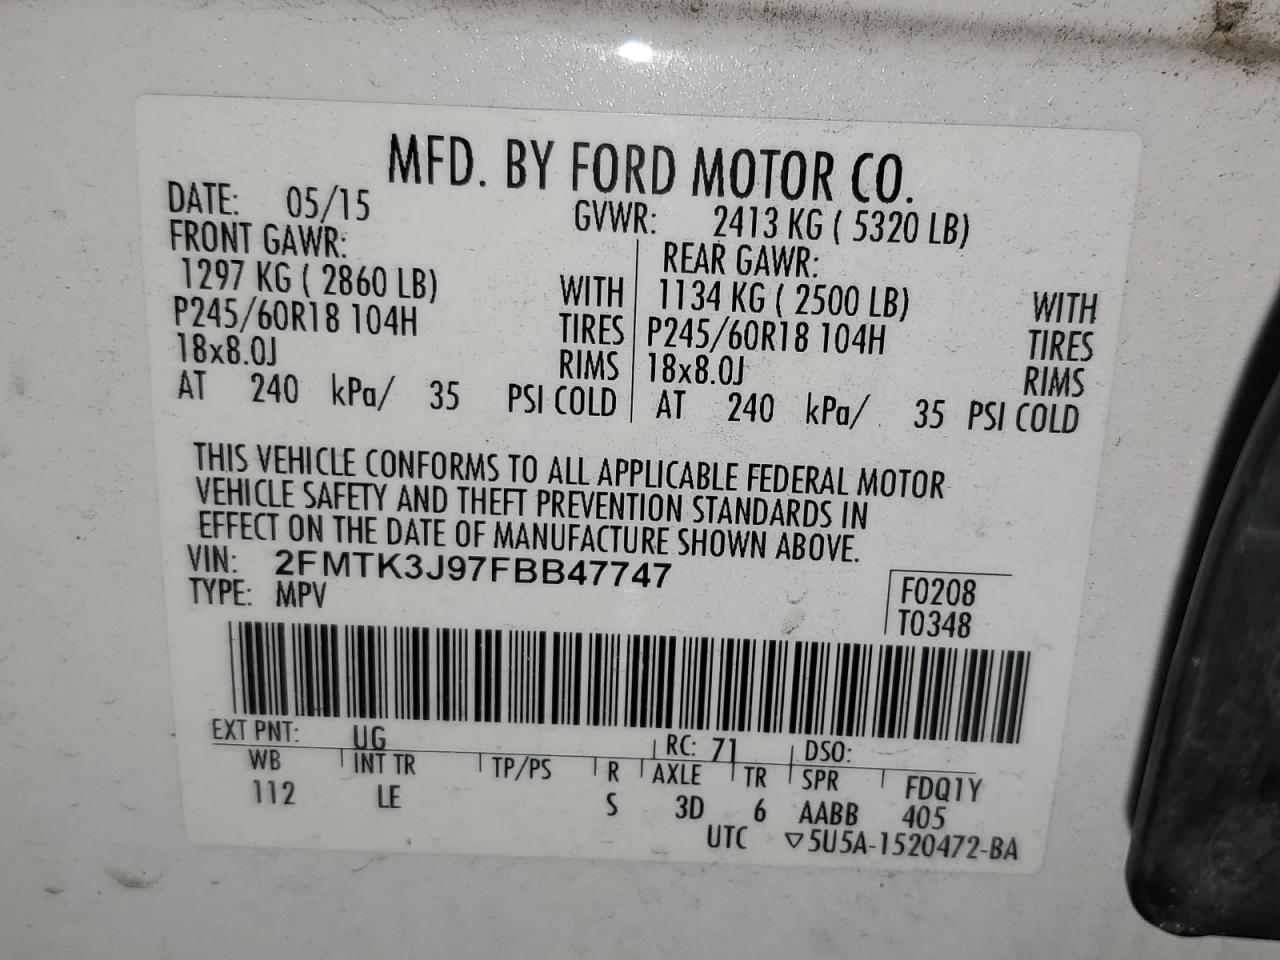 MFD. BY FORD MOTOR CO.
DATE: 05/15 GVWR: 2413 KG ( 5320 LB)
FRONT GAWR:
1297 KG ( 2860 LB) WITH
P245/60R18 104H TIRES
18x8.0J RIMS
AT 240 kPa/ 35 PSI COLD
REAR GAWR:
1134 KG ( 2500 LB) WITH
P245/60R18 104H TIRES
18x8.0J RIMS
AT 240 kPa/ 35 PSI COLD
THIS VEHICLE CONFORMS TO ALL APPLICABLE FEDERAL MOTOR
VEHICLE SAFETY AND THEFT PREVENTION STANDARDS IN
EFFECT ON THE DATE OF MANUFACTURE SHOWN ABOVE.
VIN: 2FMTK3J97FBB47747
TYPE: MPV
F0208
T0348
EXT PNT: UG RC: 71 DSO:
WB INT TR TP/PS R AXLE TR SPR FDQ1Y
112 LE S 3D 6 AABB 405
UTC ▽5U5A-1520472-BA